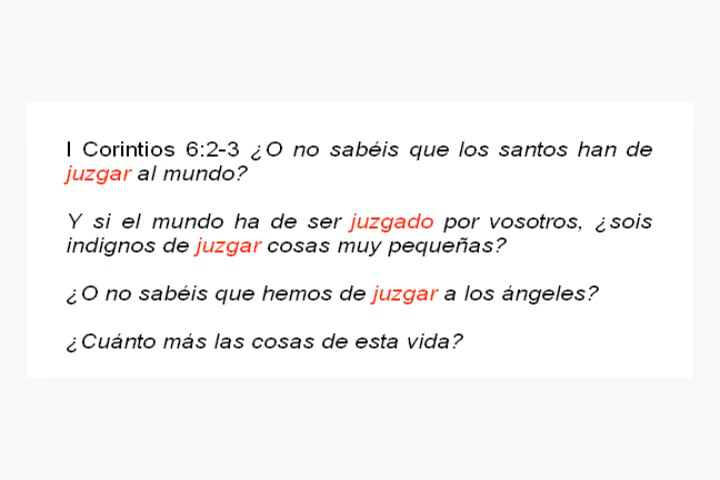 I Corintios 6:2-3 ¿O no sabéis que los santos han de
juzgar al mundo?
Y si el mundo ha de ser juzgado por vosotros, ¿sois
indignos de juzgar cosas muy pequeñas?
¿O no sabéis que hemos de juzgar a los ángeles?
¿Cuánto más las cosas de esta vida?